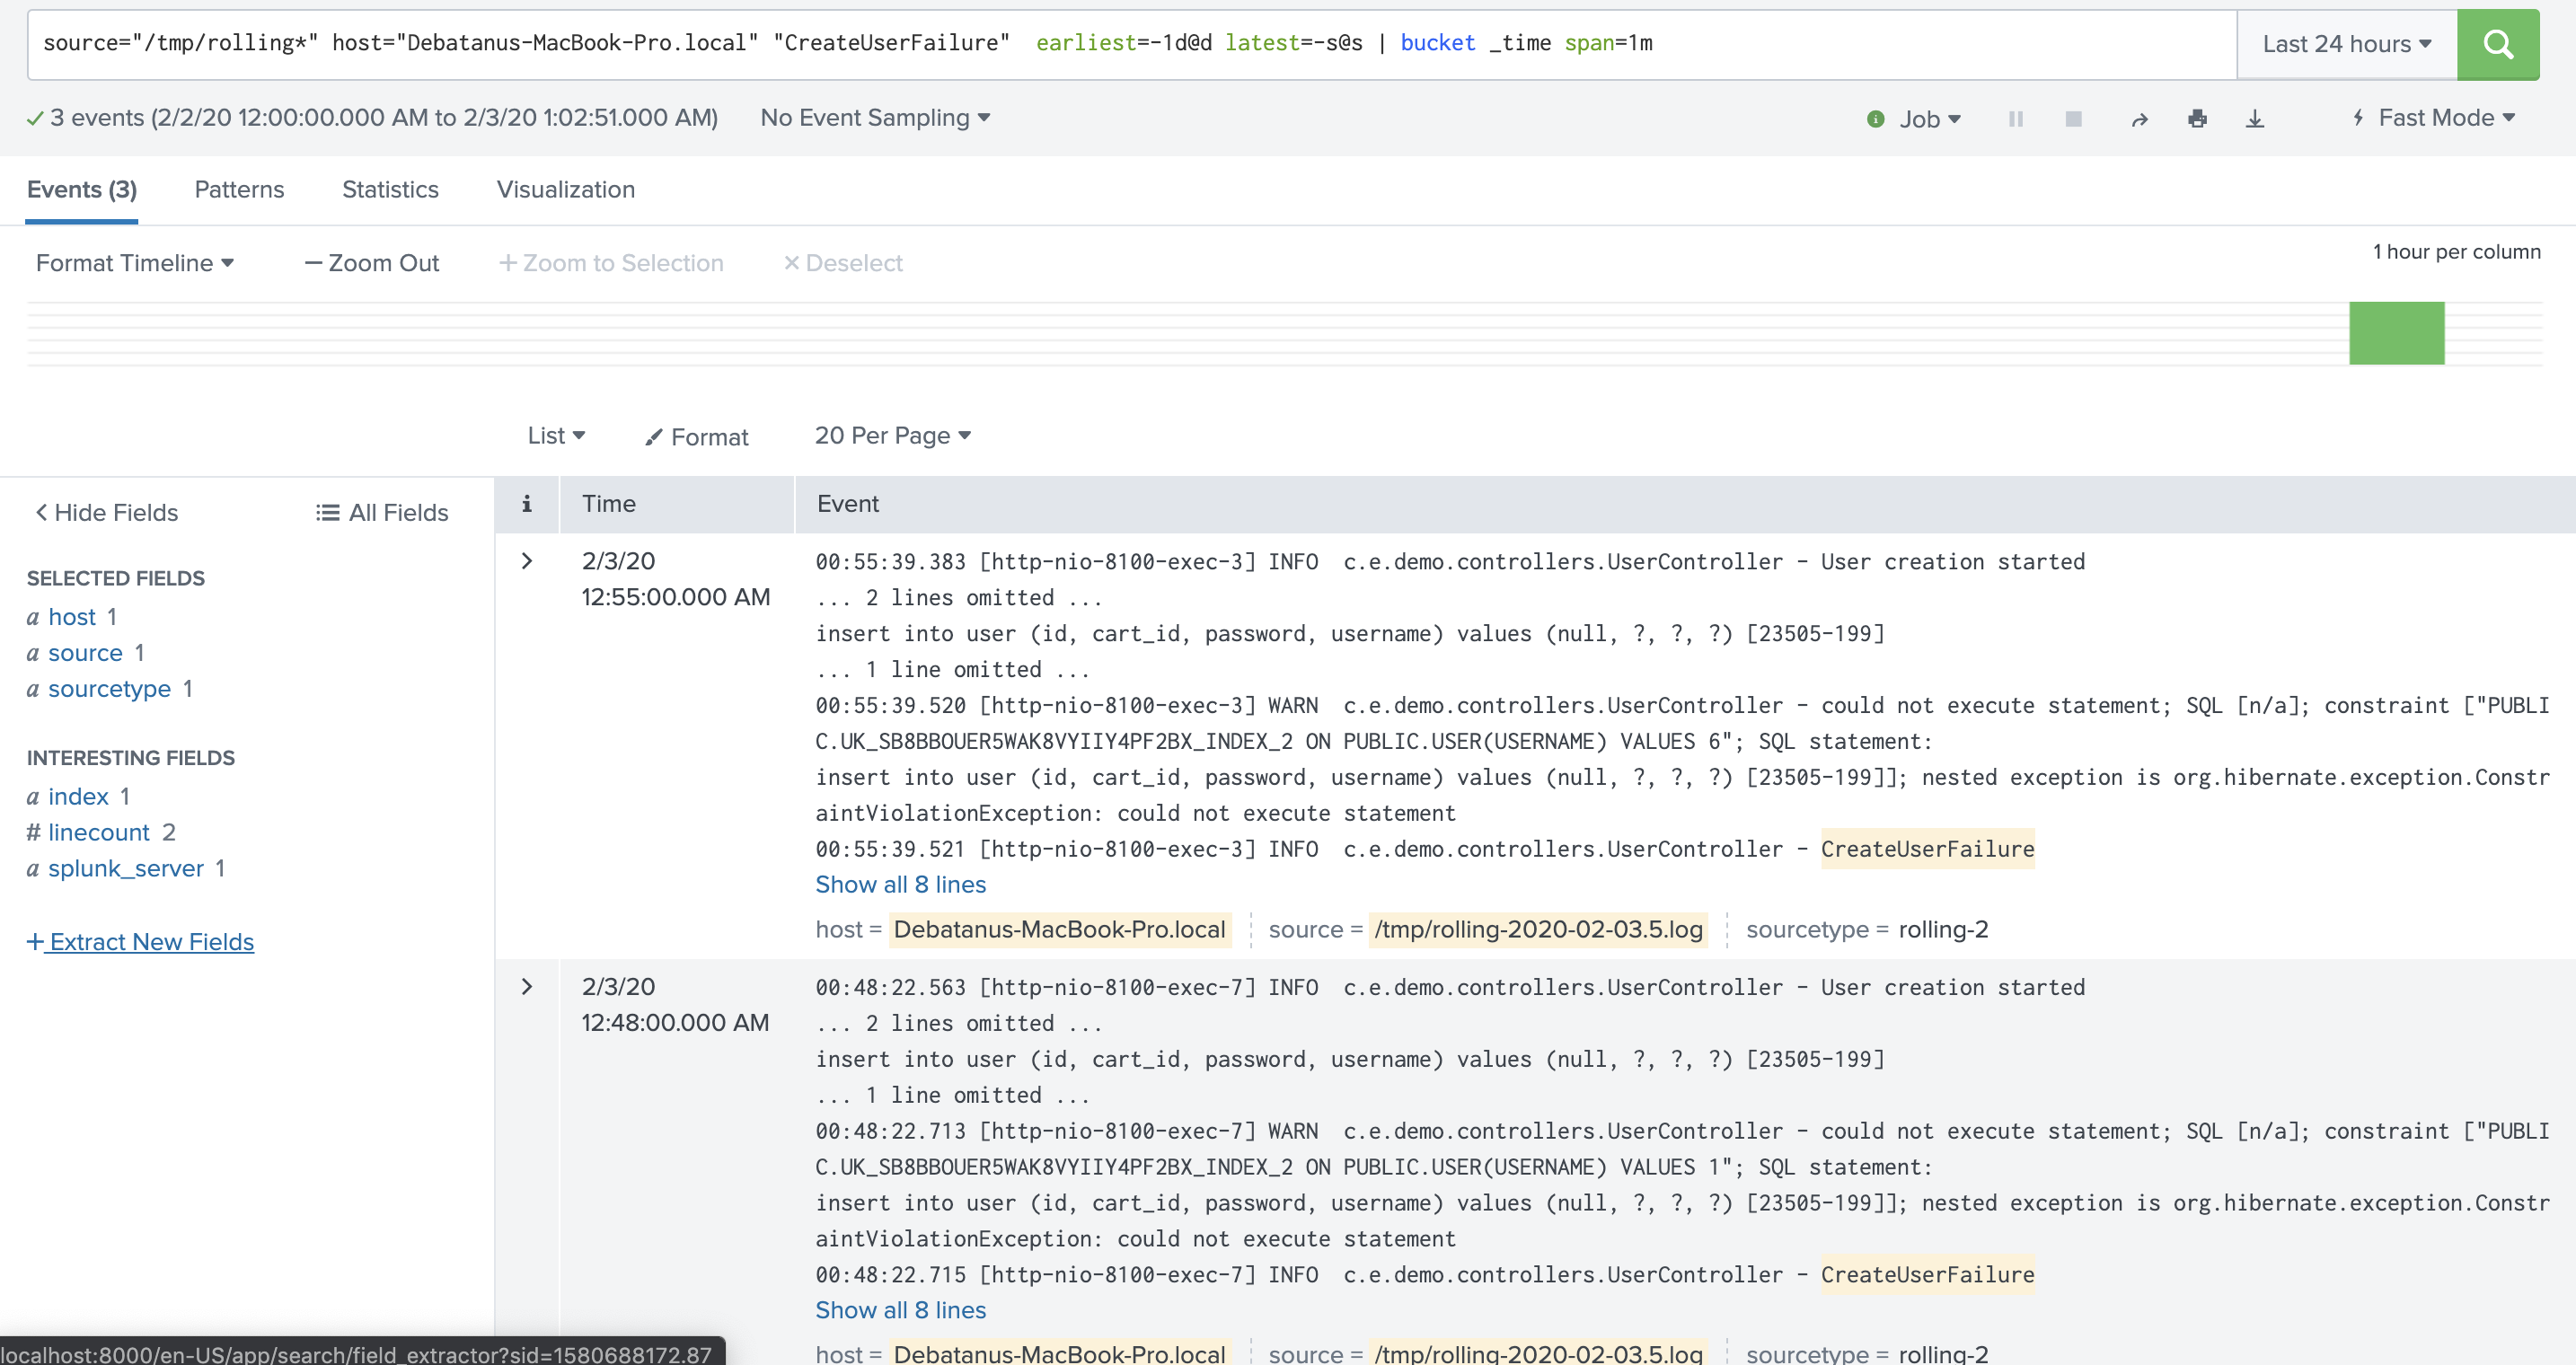 source="/tmp/rolling*" host="Debatanus-MacBook-Pro.local" "CreateUserFailure" earliest=-1d@d latest=-s@s | bucket _time span=1m
Last 24 hours
3 events (2/2/20 12:00:00.000 AM to 2/3/20 1:02:51.000 AM)
No Event Sampling
Job
Fast Mode
Events (3)
Patterns
Statistics
Visualization
Format Timeline
— Zoom Out
+ Zoom to Selection
× Deselect
1 hour per column
List
Format
20 Per Page
< Hide Fields
All Fields
SELECTED FIELDS
a host 1
a source 1
a sourcetype 1
INTERESTING FIELDS
a index 1
# linecount 2
a splunk_server 1
+ Extract New Fields
i
Time
Event
2/3/20
12:55:00.000 AM
00:55:39.383 [http-nio-8100-exec-3] INFO c.e.demo.controllers.UserController - User creation started
... 2 lines omitted ...
insert into user (id, cart_id, password, username) values (null, ?, ?, ?) [23505-199]
... 1 line omitted ...
00:55:39.520 [http-nio-8100-exec-3] WARN c.e.demo.controllers.UserController - could not execute statement; SQL [n/a]; constraint ["PUBLI
C.UK_SB8BBOUER5WAK8VYIIY4PF2BX_INDEX_2 ON PUBLIC.USER(USERNAME) VALUES 6"; SQL statement:
insert into user (id, cart_id, password, username) values (null, ?, ?, ?) [23505-199]]; nested exception is org.hibernate.exception.Constr
aintViolationException: could not execute statement
00:55:39.521 [http-nio-8100-exec-3] INFO c.e.demo.controllers.UserController - CreateUserFailure
Show all 8 lines
host = Debatanus-MacBook-Pro.local source = /tmp/rolling-2020-02-03.5.log sourcetype = rolling-2
2/3/20
12:48:00.000 AM
00:48:22.563 [http-nio-8100-exec-7] INFO c.e.demo.controllers.UserController - User creation started
... 2 lines omitted ...
insert into user (id, cart_id, password, username) values (null, ?, ?, ?) [23505-199]
... 1 line omitted ...
00:48:22.713 [http-nio-8100-exec-7] WARN c.e.demo.controllers.UserController - could not execute statement; SQL [n/a]; constraint ["PUBLI
C.UK_SB8BBOUER5WAK8VYIIY4PF2BX_INDEX_2 ON PUBLIC.USER(USERNAME) VALUES 1"; SQL statement:
insert into user (id, cart_id, password, username) values (null, ?, ?, ?) [23505-199]]; nested exception is org.hibernate.exception.Constr
aintViolationException: could not execute statement
00:48:22.715 [http-nio-8100-exec-7] INFO c.e.demo.controllers.UserController - CreateUserFailure
Show all 8 lines
host = Debatanus-MacBook-Pro.local source = /tmp/rolling-2020-02-03.5.log sourcetype = rolling-2
localhost:8000/en-US/app/search/field_extractor?sid=1580688172.87